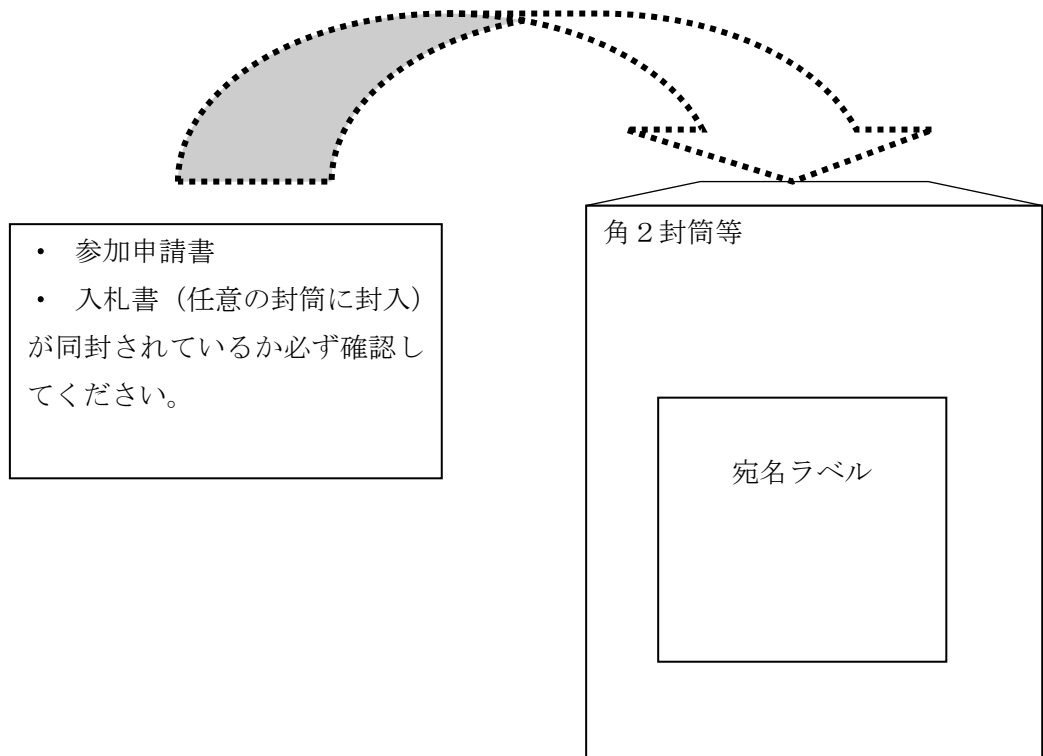 ・　参加申請書
・　入札書（任意の封筒に封入）
が同封されているか必ず確認し
てください。
角２封筒等
宛名ラベル